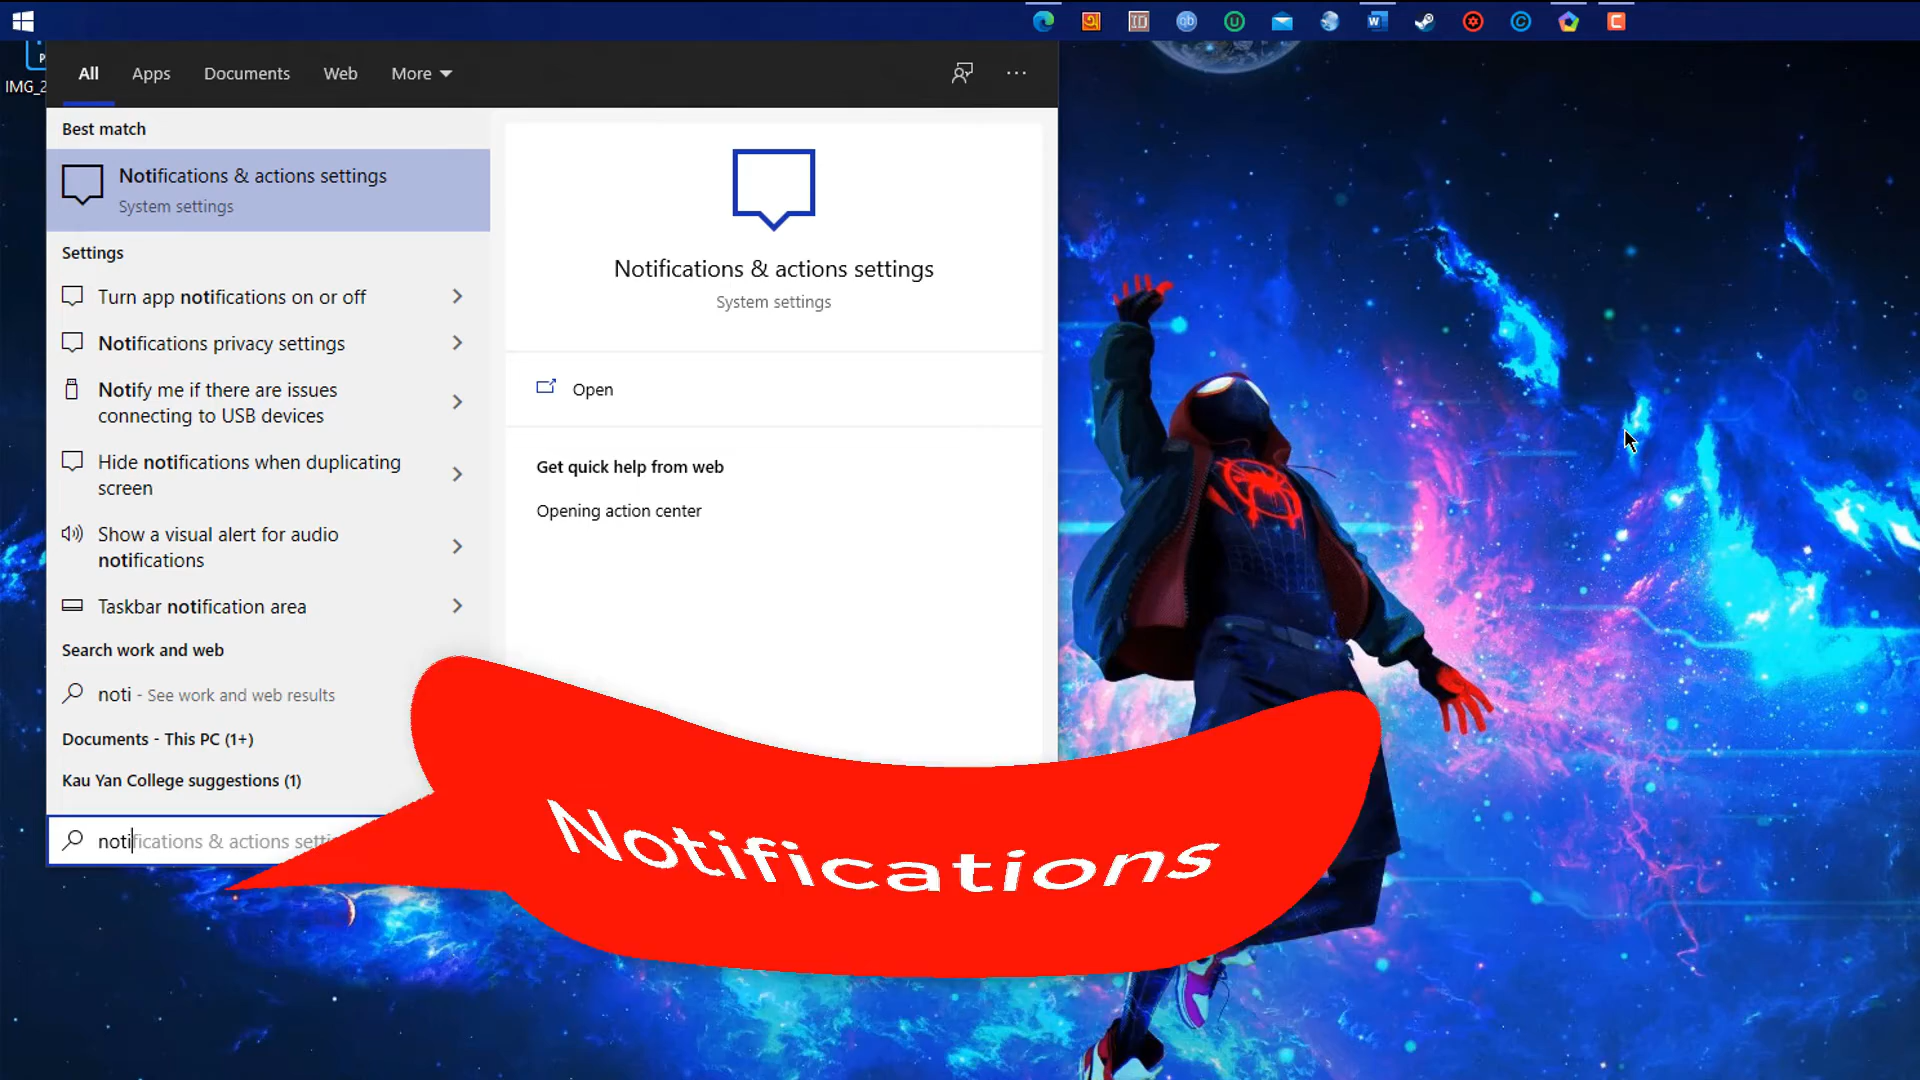 IMG_2
All Apps Documents Web More
Best match
Notifications & actions settings
System settings
Settings
Turn app notifications on or off
Notifications privacy settings
Notify me if there are issues
connecting to USB devices
Hide notifications when duplicating
screen
Show a visual alert for audio
notifications
Taskbar notification area
Search work and web
noti - See work and web results
Documents - This PC (1+)
Kau Yan College suggestions (1)
notifications & actions setti
Notifications & actions settings
System settings
Open
Get quick help from web
Opening action center
Notifications
ID
qb